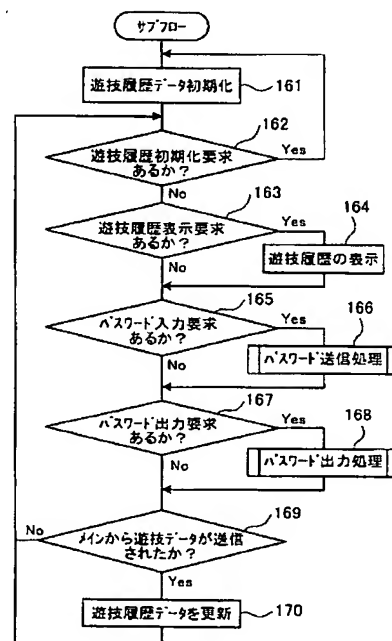 サブフロー
遊技履歴データ初期化
161
162
遊技履歴初期化要求
あるか？
Yes
No
163
遊技履歴表示要求
あるか？
Yes
164
遊技履歴の表示
No
165
パスワード入力要求
あるか？
Yes
166
パスワード送信処理
No
167
パスワード出力要求
あるか？
Yes
168
パスワード出力処理
No
169
メインから遊技データが送信
されたか？
No
Yes
遊技履歴データを更新
170